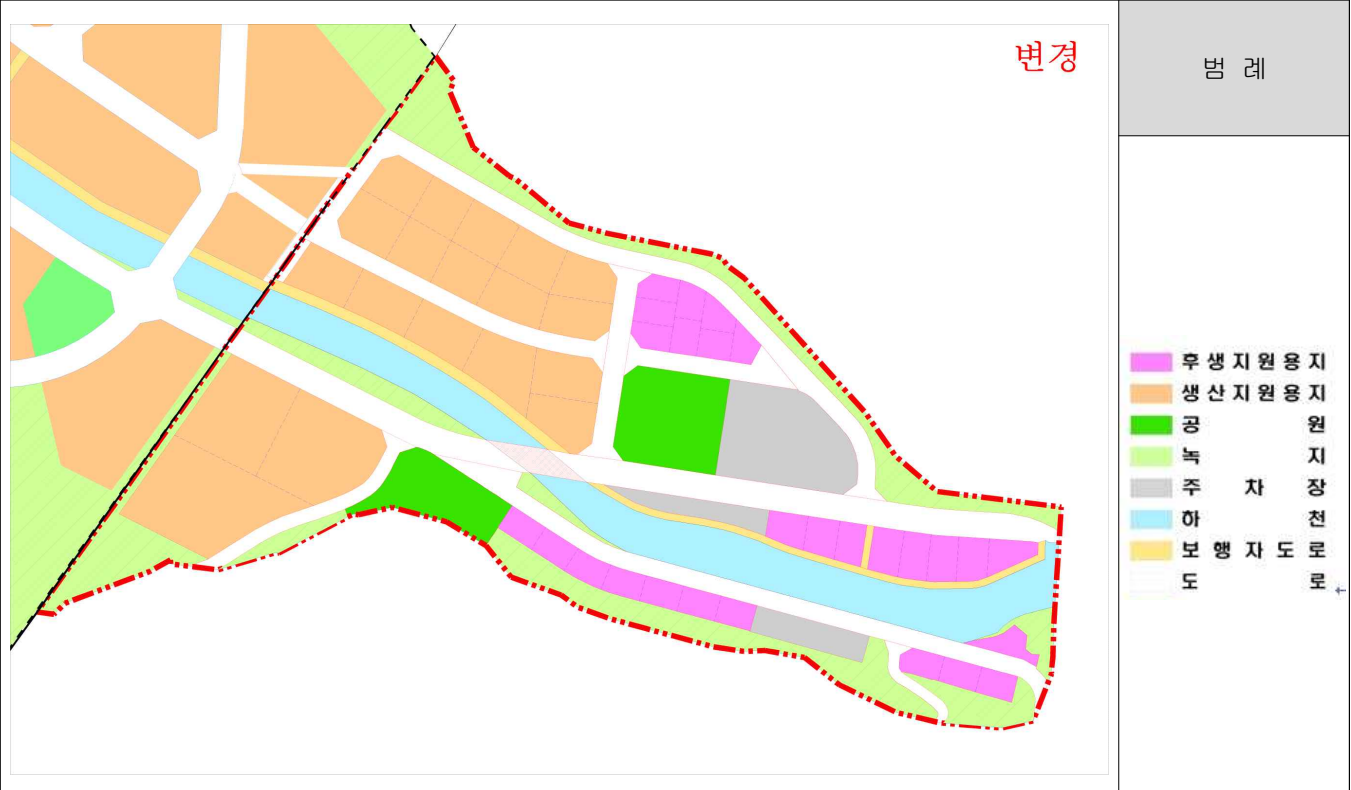 변경
범 례
후생지원용지
생산지원용지
공 원
녹 지
주 차 장
하 천
보행자도로
도 로